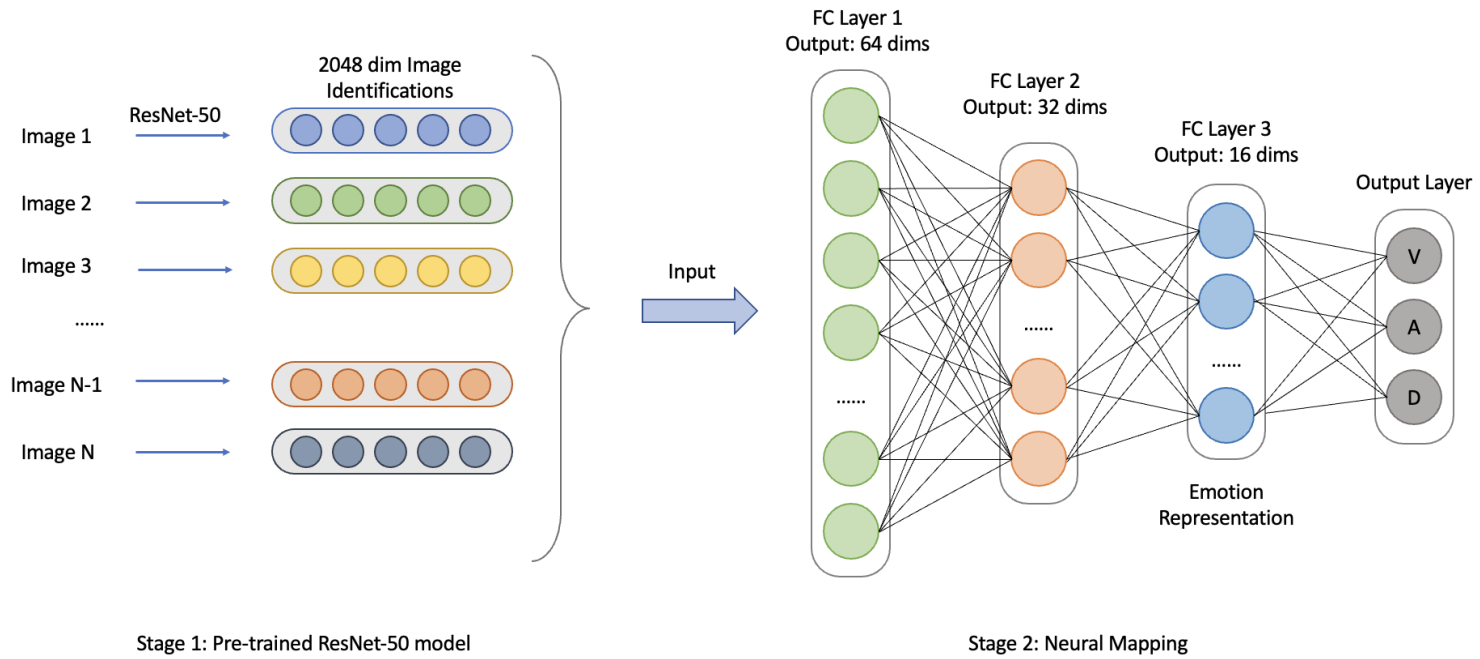 2048 dim Image
Identifications
ResNet-50
Image 1
Image 2
Image 3
......
Image N-1
Image N
Stage 1: Pre-trained ResNet-50 model
Input
FC Layer 1
Output: 64 dims
......
FC Layer 2
Output: 32 dims
......
FC Layer 3
Output: 16 dims
......
Emotion
Representation
Output Layer
V
A
D
Stage 2: Neural Mapping